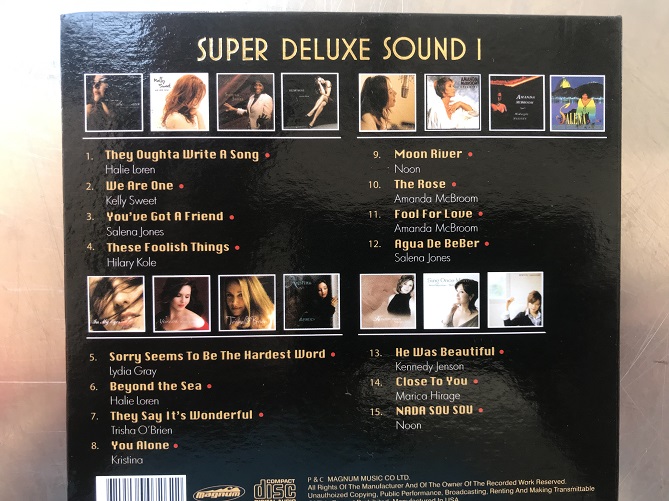 SUPER DELUXE SOUND I
1. They Oughta Write A Song •
Halie Loren
2. We Are One •
Kelly Sweet
3. You've Got A Friend •
Salena Jones
4. These Foolish Things •
Hilary Kole
5. Sorry Seems To Be The Hardest Word •
Lydia Gray
6. Beyond the Sea •
Halie Loren
7. They Say It's Wonderful •
Trisha O'Brien
8. You Alone •
Kristina
9. Moon River •
Noon
10. The Rose •
Amanda McBroom
11. Fool For Love •
Amanda McBroom
12. Agua De BeBer •
Salena Jones
13. He Was Beautiful •
Kennedy Jenson
14. Close To You •
Marica Hirage
15. NADA SOU SOU •
Noon
Magnum
COMPACT
disc
DIGITAL AUDIO
P & C MAGNUM MUSIC CO LTD.
All Rights Of The Manufacturer And Of The Owner Of The Recorded Work Reserved.
Unauthoized Copying, Public Performance, Broadcasting, Renting And Making Transmittable